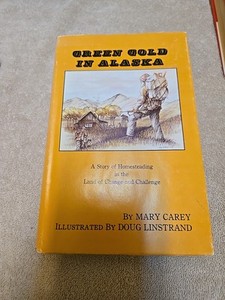 GREEN GOLD
IN ALASKA
A Story of Homesteading
in the
Land of Change and Challenge
BY MARY CAREY
ILLUSTRATED BY DOUG LINSTRAND